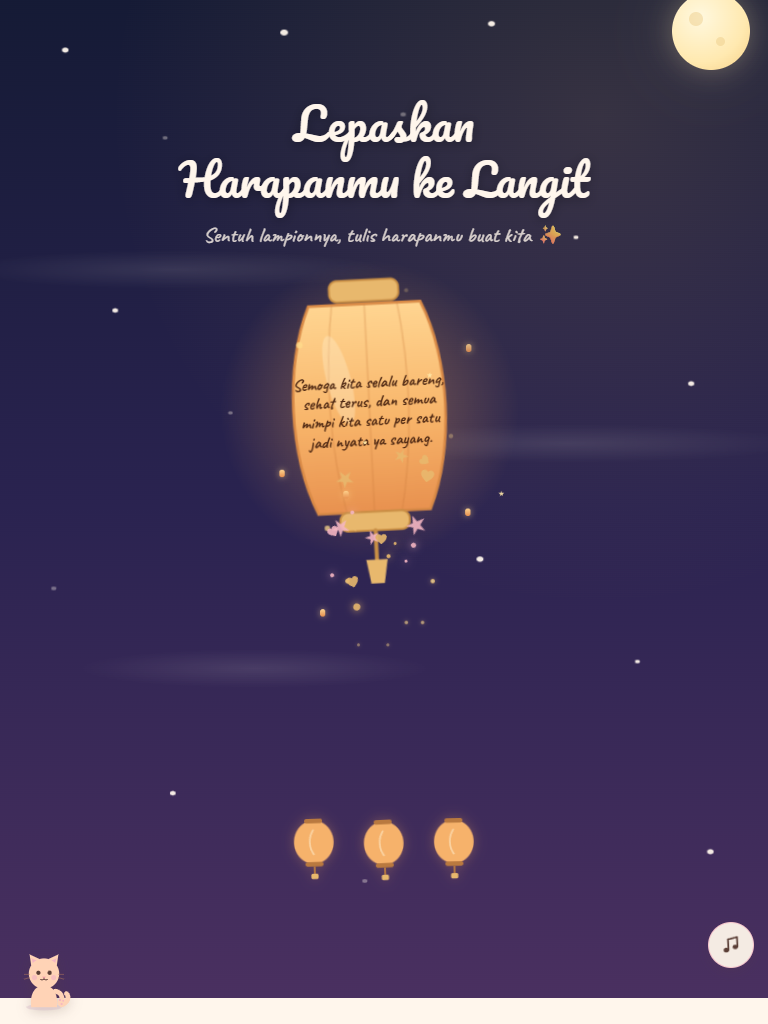 Lepaskan
Harapanmu ke Langit
Sentuh lampionnya, tulis harapanmu buat kita ✨
Semoga kita selalu bareng,
sehat terus, dan semua
mimpi kita satu per satu
jadi nyata ya sayang.